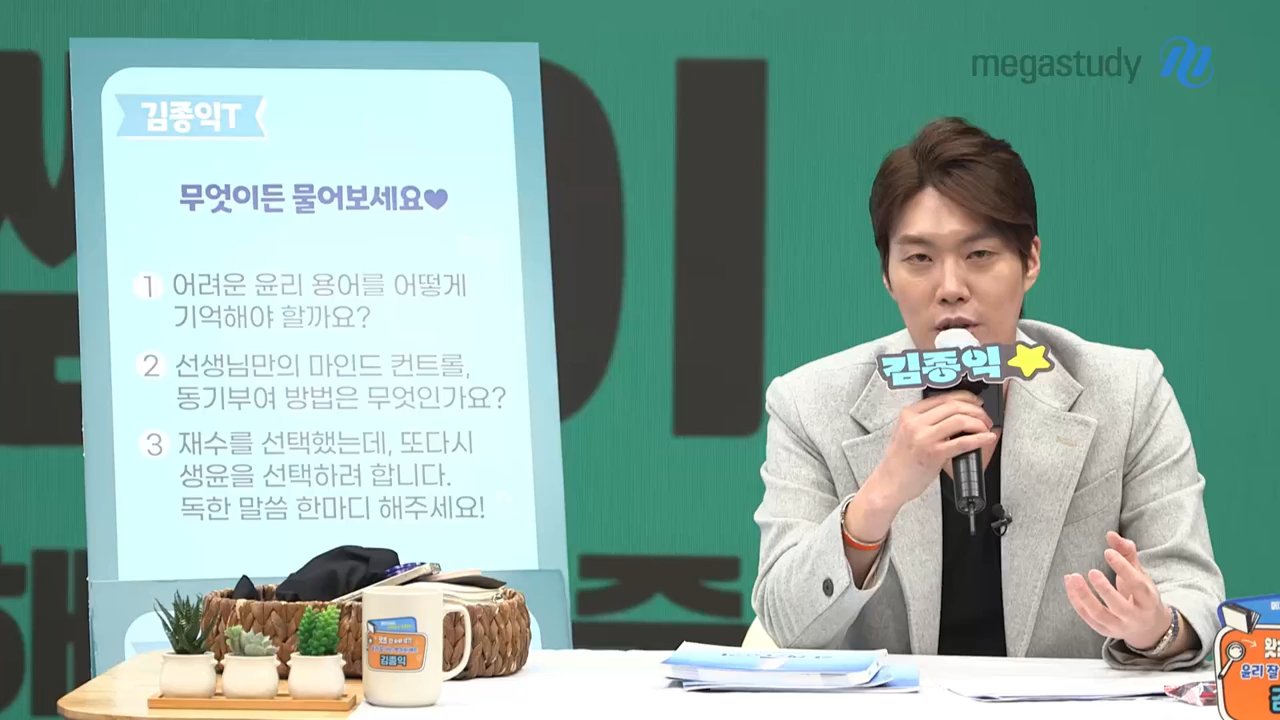 megastudy
김종익T
무엇이든 물어보세요♥
1 어려운 윤리 용어를 어떻게
기억해야 할까요?
2 선생님만의 마인드 컨트롤,
동기부여 방법은 무엇인가요?
3 재수를 선택했는데, 또다시
생윤을 선택하려 합니다.
독한 말씀 한마디 해주세요!
김종익
김종익
윤리 잘